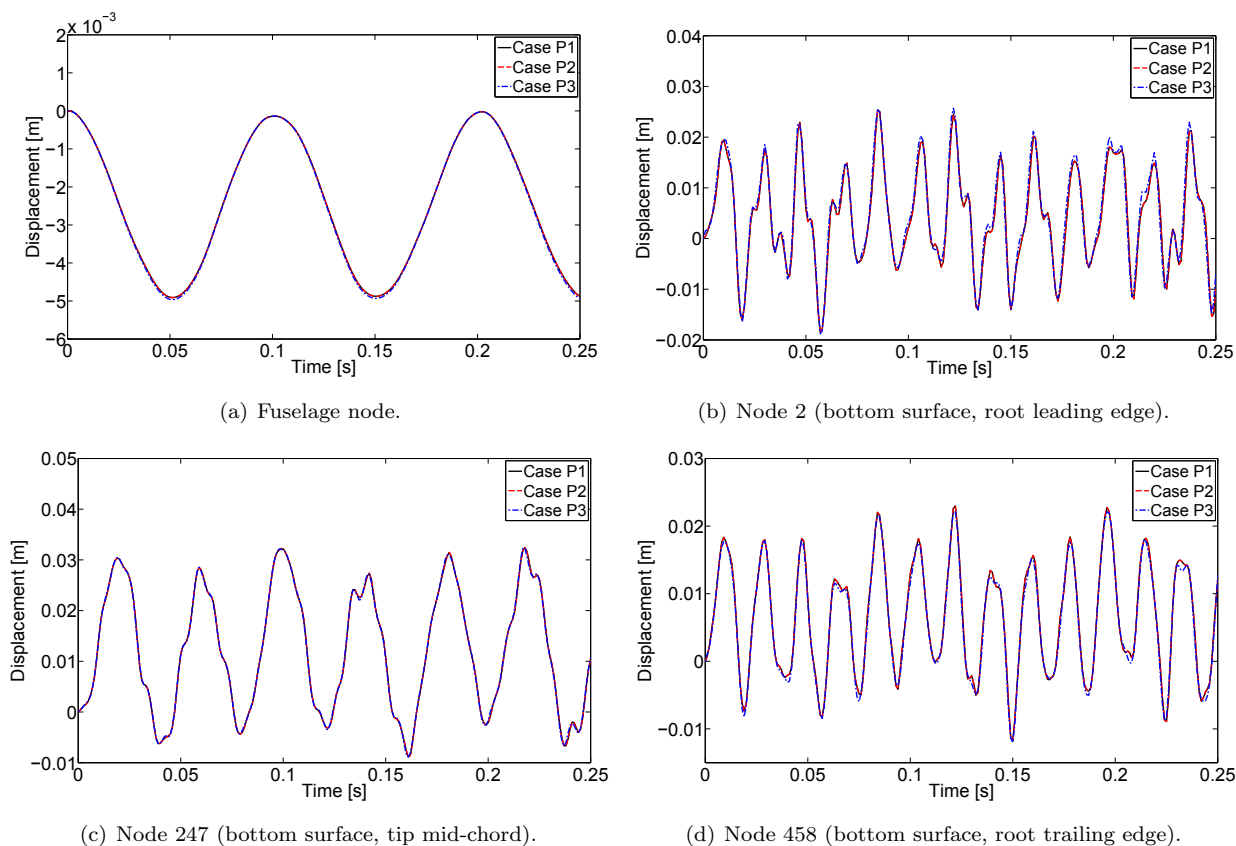 2 x 10⁻³
Case P1
Case P2
Case P3
1
0
−1
−2
−3
−4
−5
−6
Displacement [m]
0 0.05 0.1 0.15 0.2 0.25
Time [s]
(a) Fuselage node.
0.04
Case P1
Case P2
Case P3
0.03
0.02
0.01
0
−0.01
−0.02
Displacement [m]
0 0.05 0.1 0.15 0.2 0.25
Time [s]
(b) Node 2 (bottom surface, root leading edge).
0.05
Case P1
Case P2
Case P3
0.04
0.03
0.02
0.01
0
−0.01
Displacement [m]
0 0.05 0.1 0.15 0.2 0.25
Time [s]
(c) Node 247 (bottom surface, tip mid-chord).
0.03
Case P1
Case P2
Case P3
0.02
0.01
0
−0.01
Displacement [m]
0 0.05 0.1 0.15 0.2 0.25
Time [s]
(d) Node 458 (bottom surface, root trailing edge).